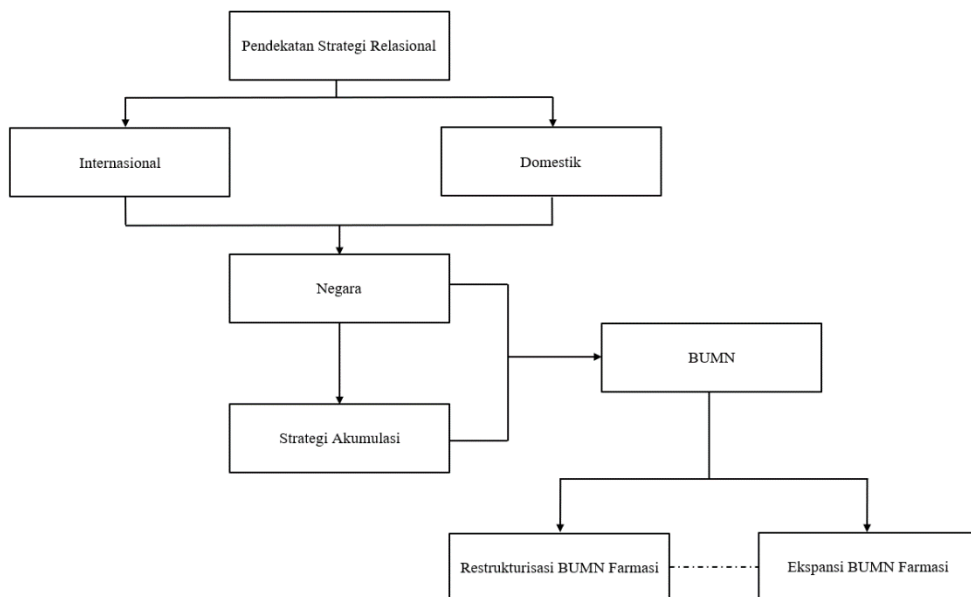 Pendekatan Strategi Relasional
Internasional
Domestik
Negara
BUMN
Strategi Akumulasi
Restrukturisasi BUMN Farmasi
Ekspansi BUMN Farmasi